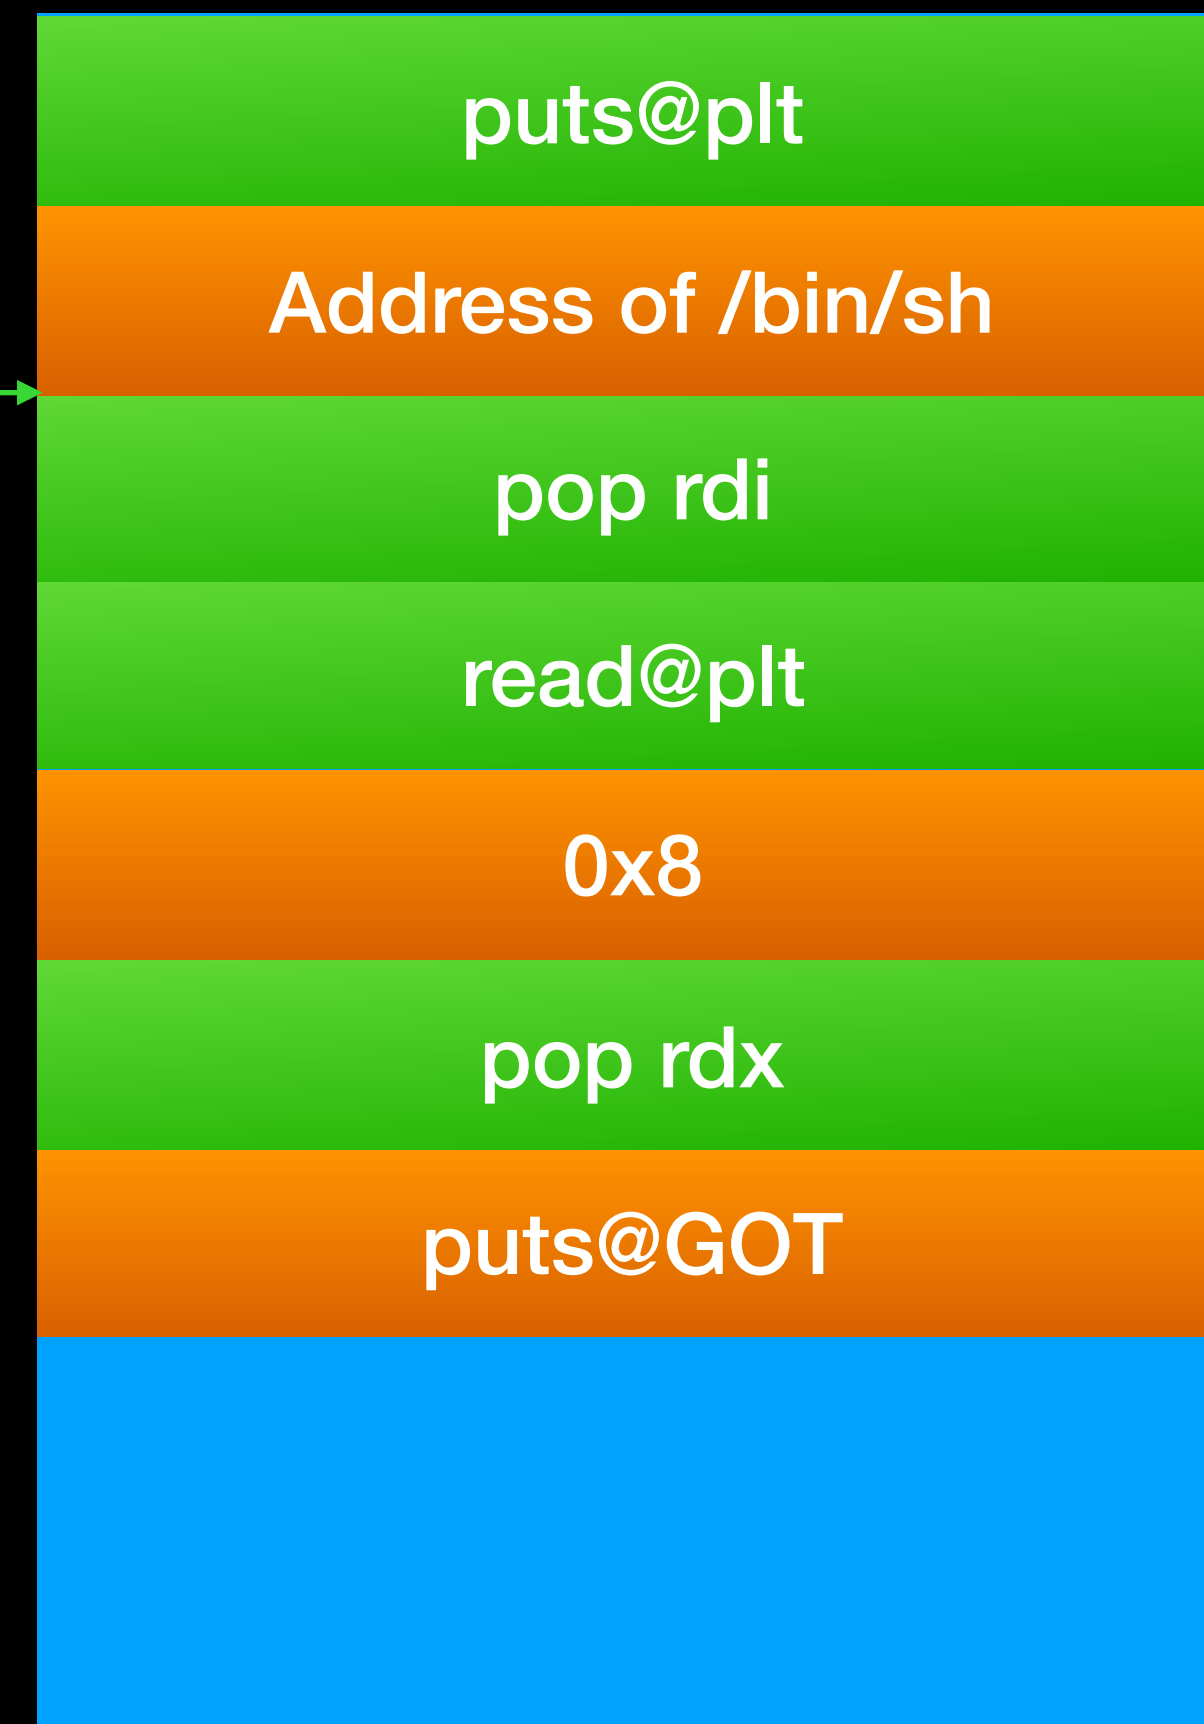 puts@plt
Address of /bin/sh
pop rdi
read@plt
0x8
pop rdx
puts@GOT